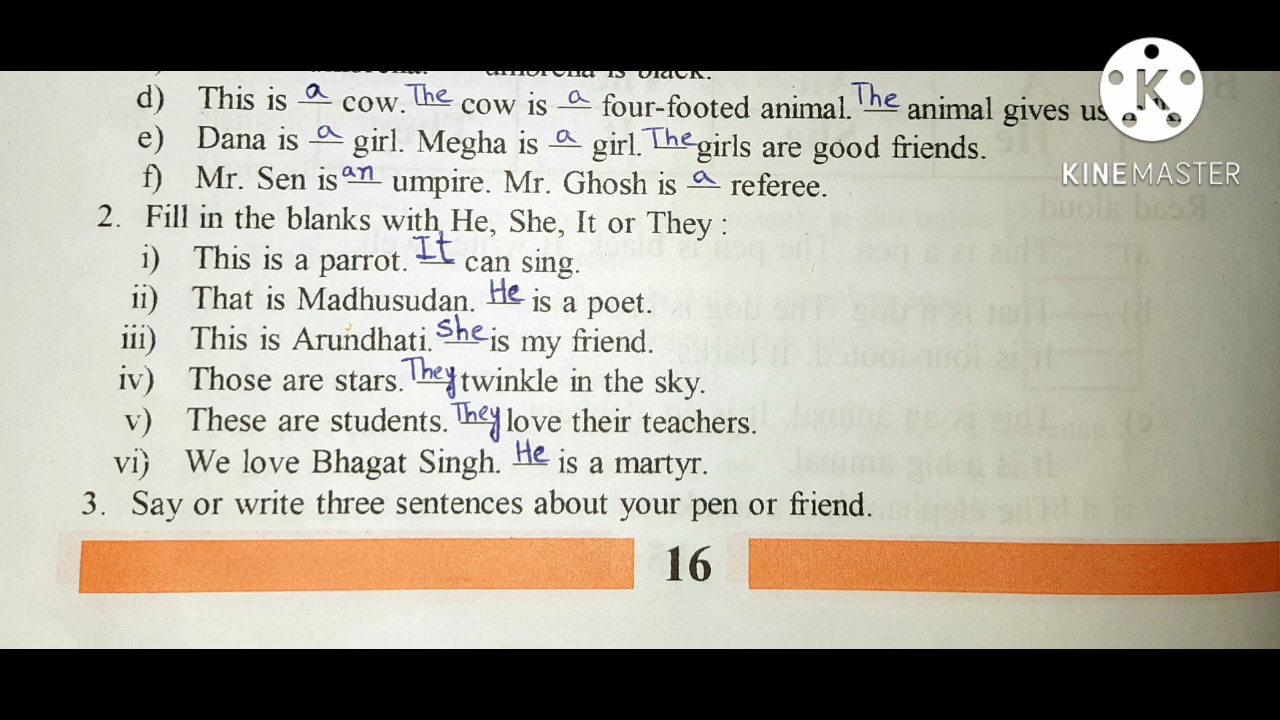 umbrella is black.
d) This is a cow. The cow is a four-footed animal. The animal gives us
e) Dana is a girl. Megha is a girl. The girls are good friends.
f) Mr. Sen is an umpire. Mr. Ghosh is a referee.
2. Fill in the blanks with He, She, It or They :
i) This is a parrot. It can sing.
ii) That is Madhusudan. He is a poet.
iii) This is Arundhati. She is my friend.
iv) Those are stars. They twinkle in the sky.
v) These are students. They love their teachers.
vi) We love Bhagat Singh. He is a martyr.
3. Say or write three sentences about your pen or friend.
16
K
KINEMASTER